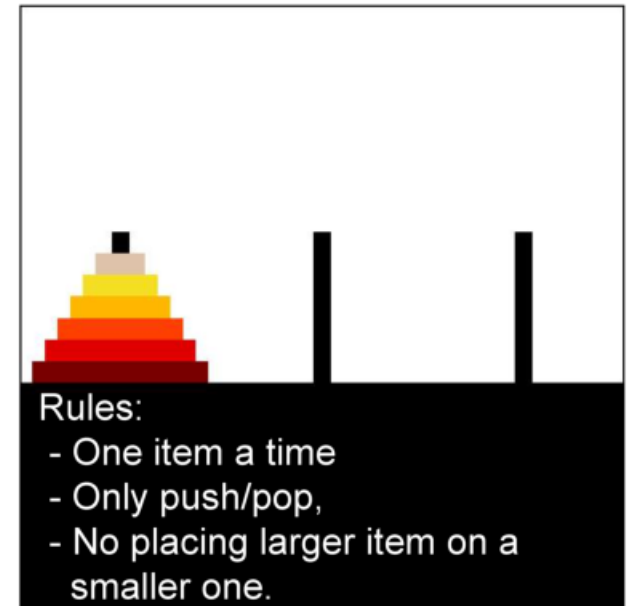 Rules:
- One item a time
- Only push/pop,
- No placing larger item on a
smaller one.